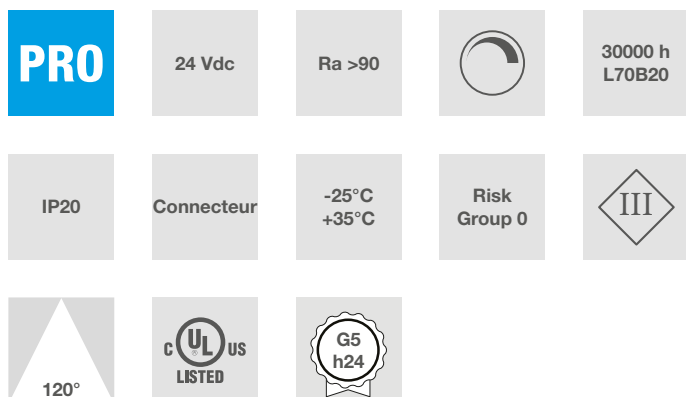 PRO
24 Vdc
Ra >90
30000 h
L70B20
IP20
Connecteur
-25°C
+35°C
Risk
Group 0
III
120°
C UL® US
LISTED
G5
h24